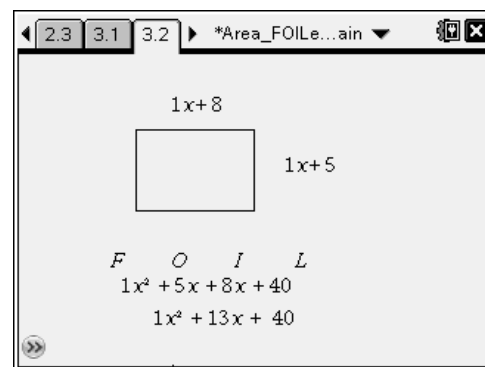 2.3 3.1 3.2 *Area_FOILe...ain
1x+8
1x+5
F O I L
1x² +5x +8x +40
1x² +13x + 40